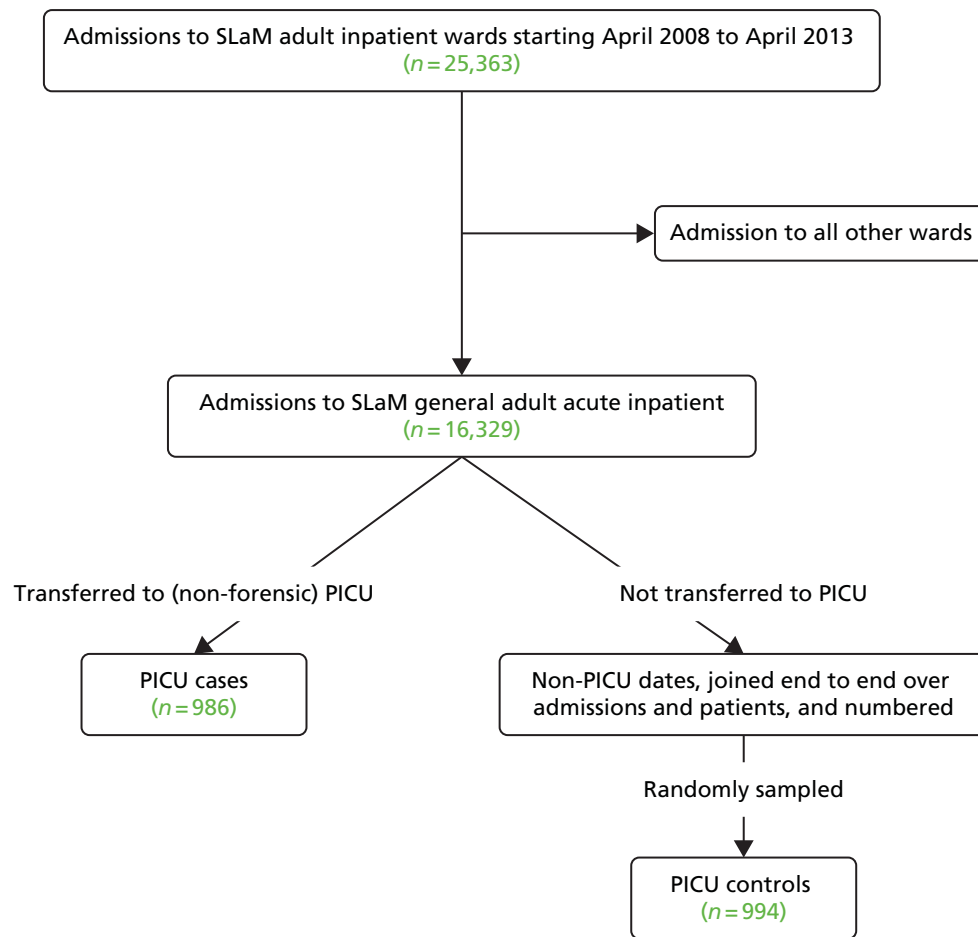 Admissions to SLaM adult inpatient wards starting April 2008 to April 2013
(n = 25,363)
Admission to all other wards
Admissions to SLaM general adult acute inpatient
(n = 16,329)
Transferred to (non-forensic) PICU
Not transferred to PICU
PICU cases
(n = 986)
Non-PICU dates, joined end to end over
admissions and patients, and numbered
Randomly sampled
PICU controls
(n = 994)